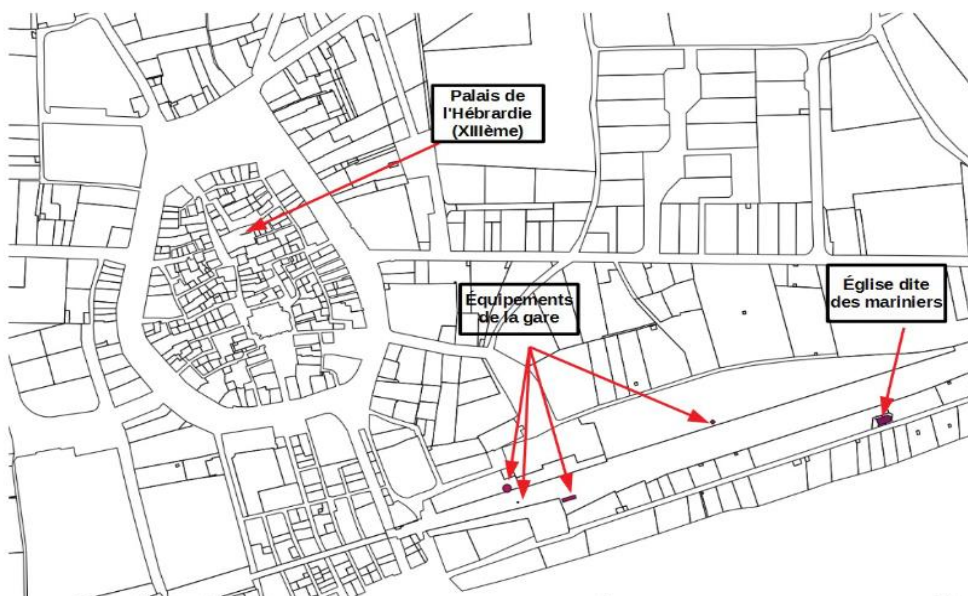 Palais de
l'Hébrardie
(XIIIème)
Équipements
de la gare
Église dite
des mariniers